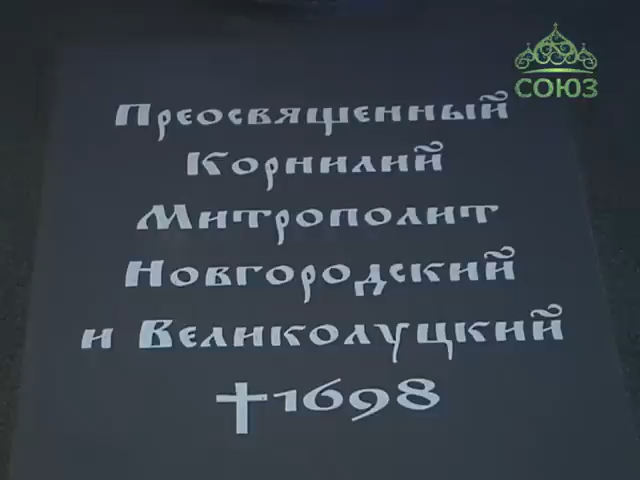 СОЮЗ
Преосвященный
Корнилий
Митрополит
Новгородский
и Великолуцкий
✝1698